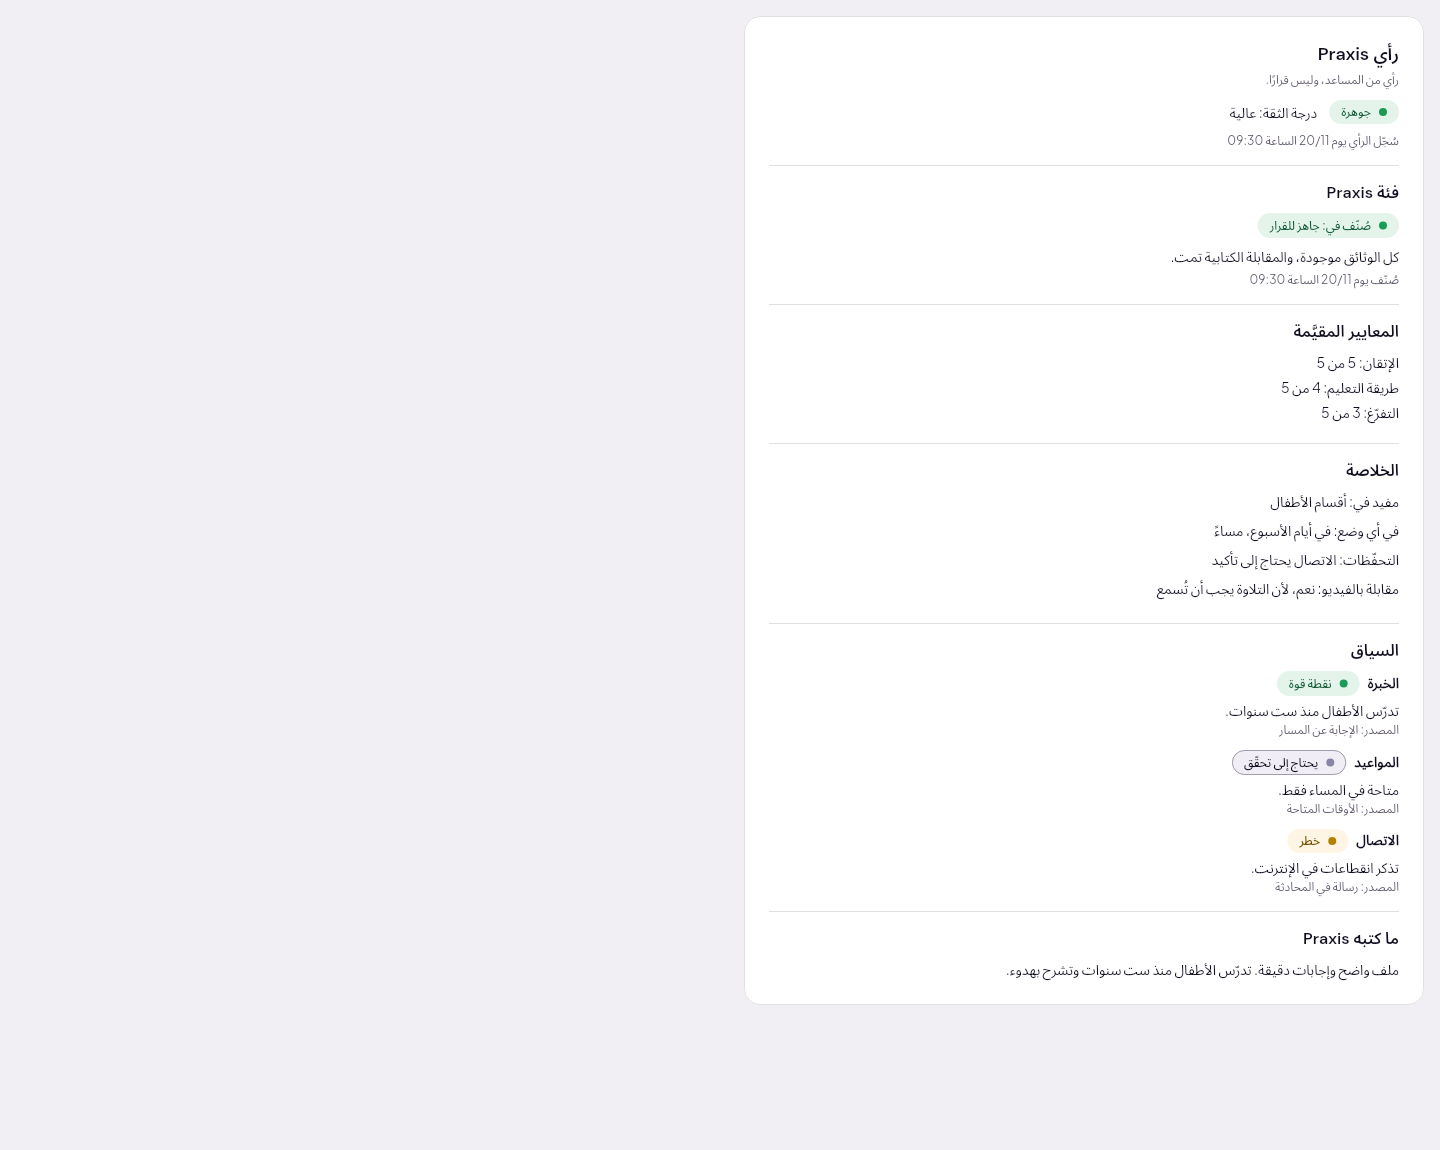 رأي Praxis
رأي من المساعد، وليس قرارًا.
جوهرة
درجة الثقة: عالية
سُجّل الرأي يوم 20/11 الساعة 09:30
فئة Praxis
صُنّف في: جاهز للقرار
كل الوثائق موجودة، والمقابلة الكتابية تمت.
صُنّف يوم 20/11 الساعة 09:30
المعايير المقيَّمة
الإتقان: 5 من 5
طريقة التعليم: 4 من 5
التفرّغ: 3 من 5
الخلاصة
مفيد في: أقسام الأطفال
في أي وضع: في أيام الأسبوع، مساءً
التحفّظات: الاتصال يحتاج إلى تأكيد
مقابلة بالفيديو: نعم، لأن التلاوة يجب أن تُسمع
السياق
الخبرة نقطة قوة
تدرّس الأطفال منذ ست سنوات.
المصدر: الإجابة عن المسار
المواعيد يحتاج إلى تحقّق
متاحة في المساء فقط.
المصدر: الأوقات المتاحة
الاتصال خطر
تذكر انقطاعات في الإنترنت.
المصدر: رسالة في المحادثة
ما كتبه Praxis
ملف واضح وإجابات دقيقة. تدرّس الأطفال منذ ست سنوات وتشرح بهدوء.